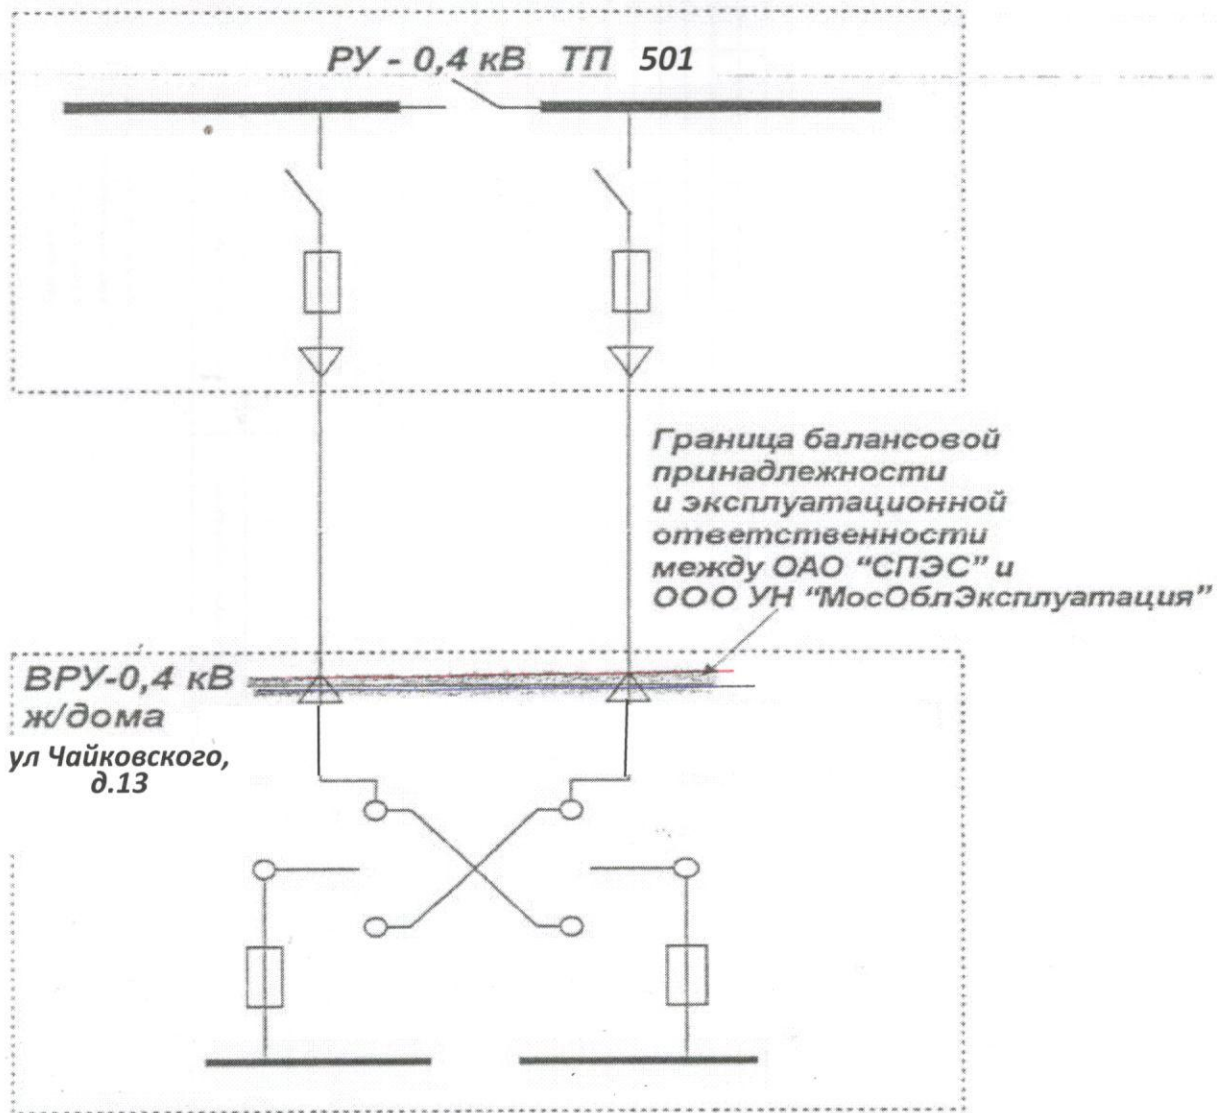 РУ - 0,4 кВ ТП 501
Граница балансовой
принадлежности
и эксплуатационной
ответственности
между ОАО “СПЭС” и
ООО УН “МосОблЭксплуатация”
ВРУ-0,4 кВ
ж/дома
ул Чайковского,
д.13